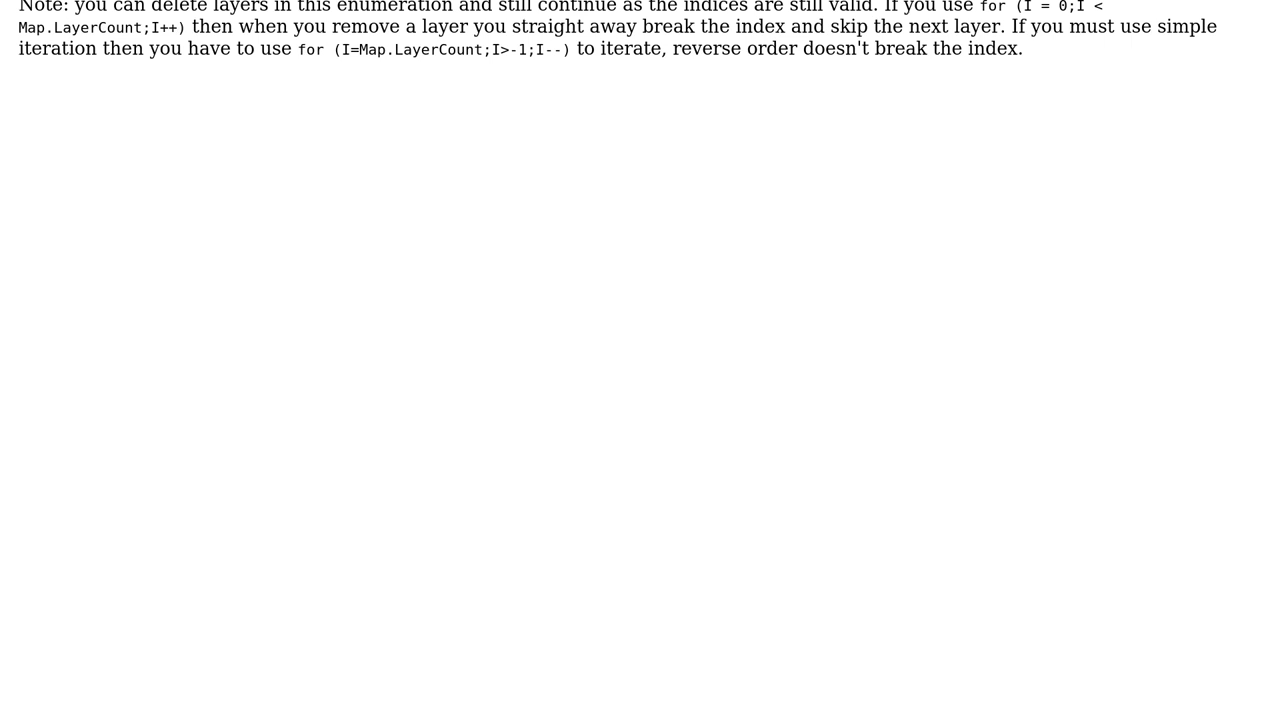 Note: you can delete layers in this enumeration and still continue as the indices are still valid. If you use for (I = 0;I <
Map.LayerCount;I++) then when you remove a layer you straight away break the index and skip the next layer. If you must use simple
iteration then you have to use for (I=Map.LayerCount;I>-1;I--) to iterate, reverse order doesn't break the index.